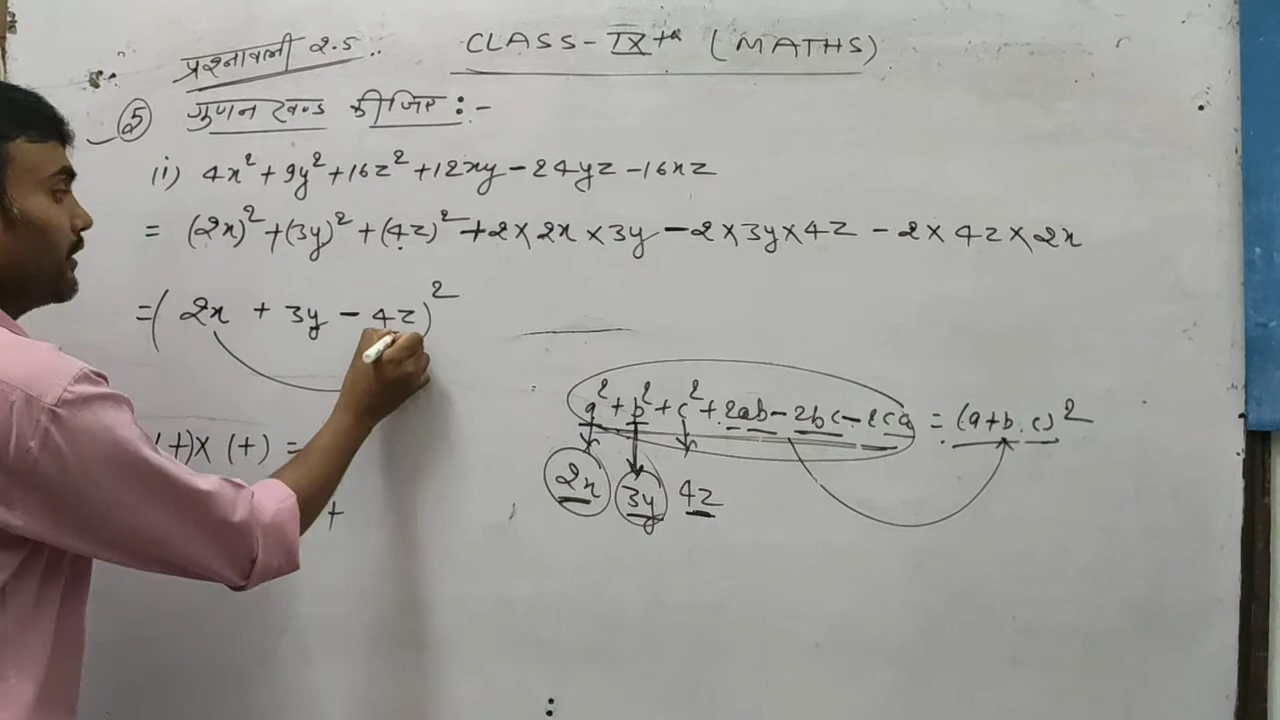 प्रश्नावली 2.5 :.
CLASS- IXth (MATHS)
⑤ गुणनखण्ड कीजिए :-
(i) 4x² + 9y² + 16z² + 12xy - 24yz - 16xz
= (2x)² + (3y)² + (4z)² + 2 × 2x × 3y - 2 × 3y × 4z - 2 × 4z × 2x
= ( 2x + 3y - 4z )²
a² + b² + c² + 2ab - 2bc - 2ca = (a+b. c)²
+) × (+) =
2x 3y 4z
+